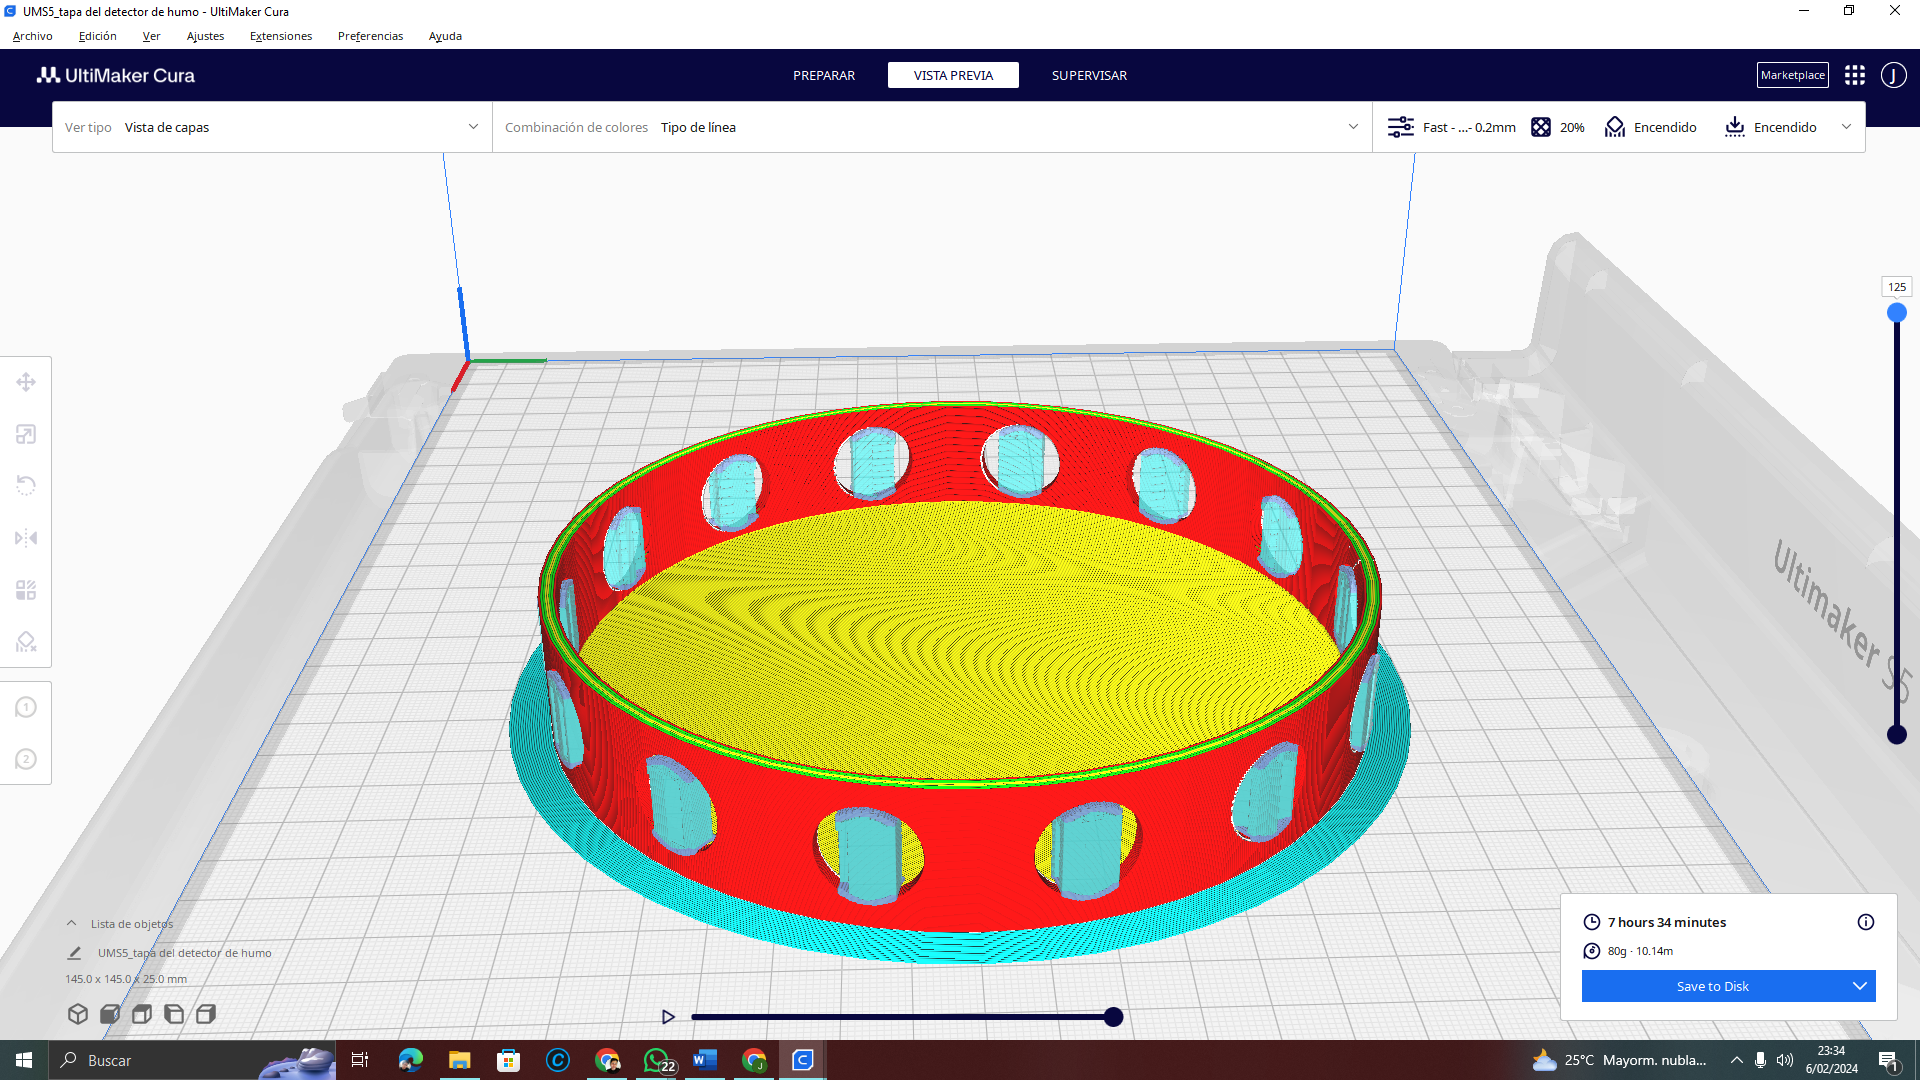 UMS5_tapa del detector de humo - UltiMaker Cura
Archivo Edición Ver Ajustes Extensiones Preferencias Ayuda
UltiMaker Cura PREPARAR VISTA PREVIA SUPERVISAR Marketplace J
Ver tipo Vista de capas Combinación de colores Tipo de línea Fast - ...- 0.2mm 20% Encendido Encendido
125
Ultimaker S5
1
2
Lista de objetos
UMS5_tapa del detector de humo
145.0 x 145.0 x 25.0 mm
7 hours 34 minutes
80g · 10.14m
Save to Disk
Buscar
22
25°C Mayorm. nubla...
23:34
6/02/2024
1